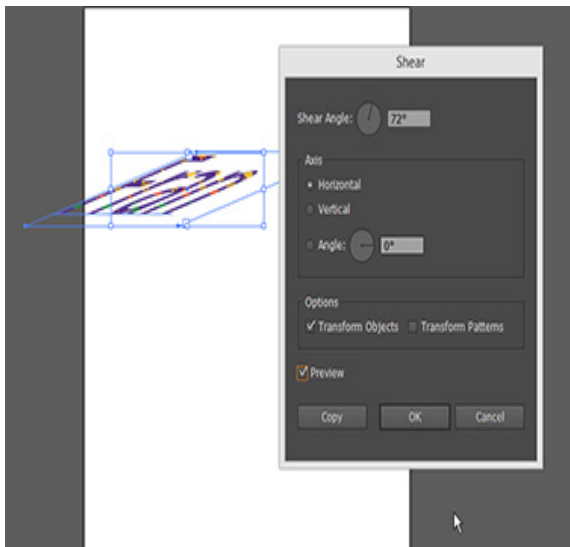 Shear
Shear Angle: 72°
Axis
Horizontal
Vertical
Angle: 0°
Options
Transform Objects Transform Patterns
Preview
Copy OK Cancel